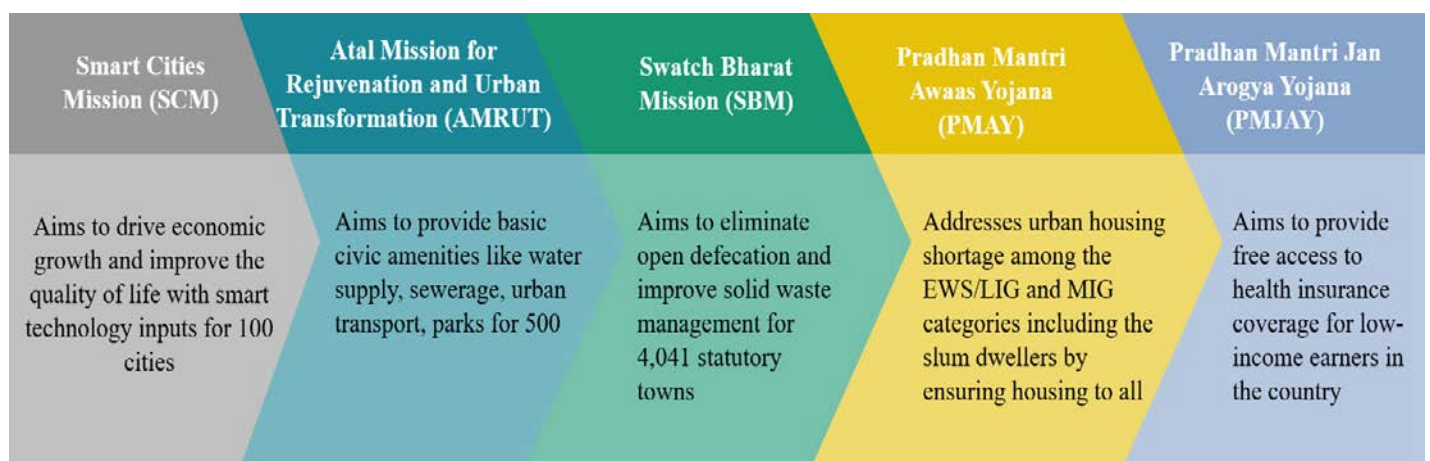 Smart Cities
Mission (SCM)
Atal Mission for
Rejuvenation and Urban
Transformation (AMRUT)
Swatch Bharat
Mission (SBM)
Pradhan Mantri
Awaas Yojana
(PMAY)
Pradhan Mantri Jan
Arogya Yojana
(PMJAY)
Aims to drive economic
growth and improve the
quality of life with smart
technology inputs for 100
cities
Aims to provide basic
civic amenities like water
supply, sewerage, urban
transport, parks for 500
Aims to eliminate
open defecation and
improve solid waste
management for
4,041 statutory
towns
Addresses urban housing
shortage among the
EWS/LIG and MIG
categories including the
slum dwellers by
ensuring housing to all
Aims to provide
free access to
health insurance
coverage for low-
income earners in
the country